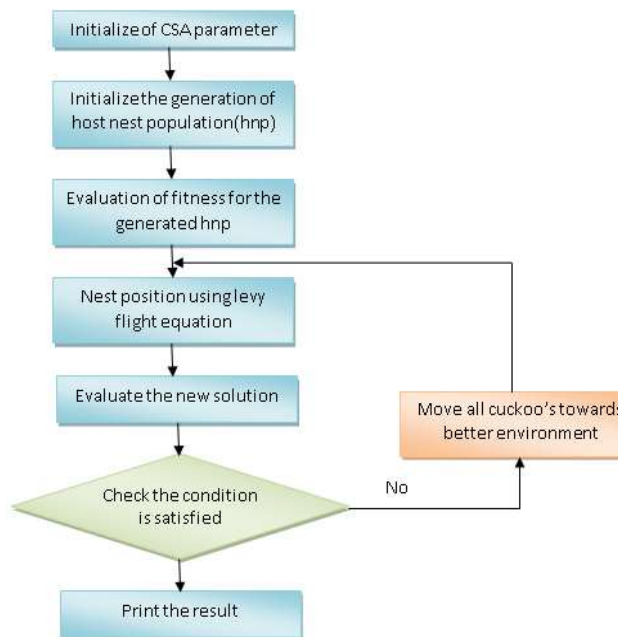 Initialize of CSA parameter
Initialize the generation of
host nest population(hnp)
Evaluation of fitness for the
generated hnp
Nest position using levy
flight equation
Evaluate the new solution
Move all cuckoo's towards
better environment
Check the condition
is satisfied
No
Print the result